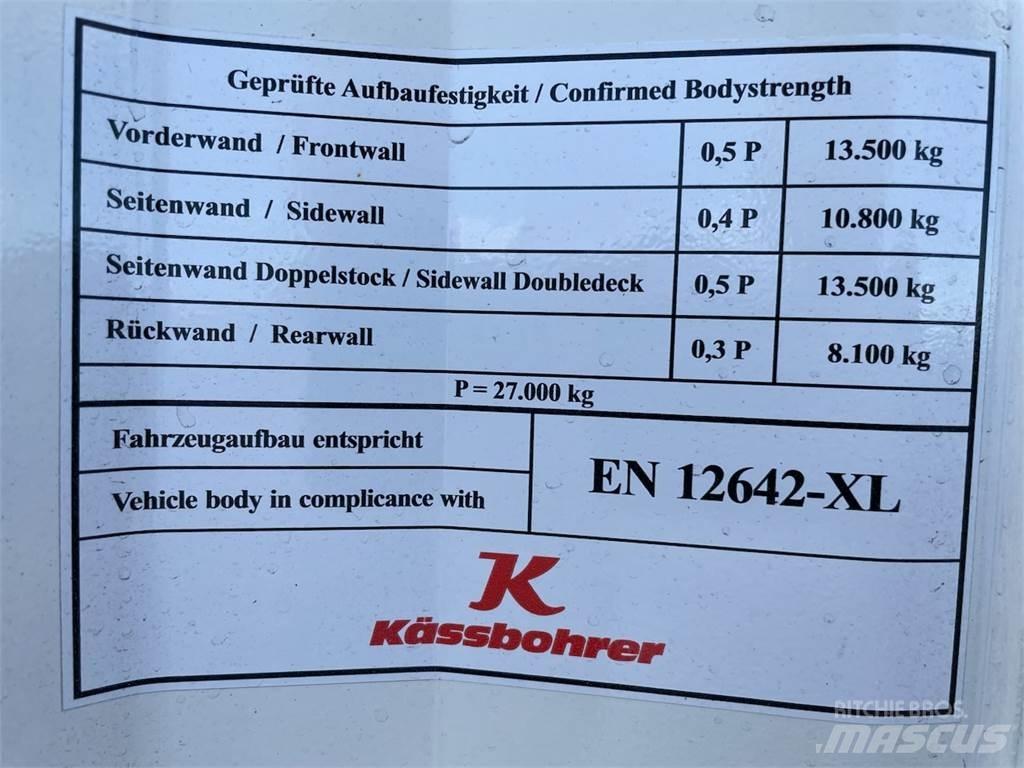 Geprüfte Aufbaufestigkeit / Confirmed Bodystrength
Vorderwand / Frontwall 0,5 P 13.500 kg
Seitenwand / Sidewall 0,4 P 10.800 kg
Seitenwand Doppelstock / Sidewall Doubledeck 0,5 P 13.500 kg
Rückwand / Rearwall 0,3 P 8.100 kg
P = 27.000 kg
Fahrzeugaufbau entspricht
Vehicle body in complicance with
EN 12642-XL
K
Kässbohrer
RITCHIE BROS.
MASCUS